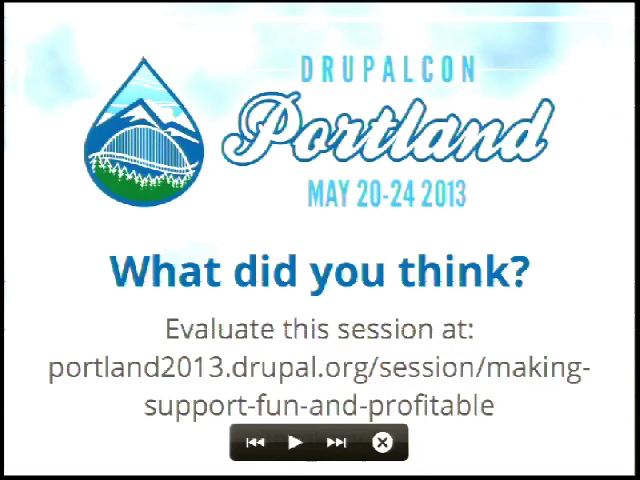 DRUPALCON
Portland
MAY 20-24 2013
What did you think?
Evaluate this session at:
portland2013.drupal.org/session/making-
support-fun-and-profitable